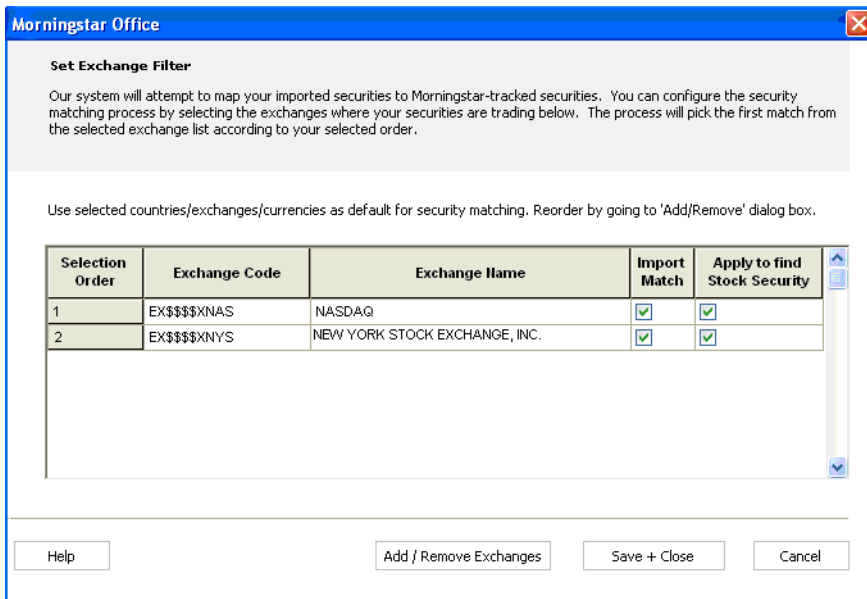 Morningstar Office
Set Exchange Filter
Our system will attempt to map your imported securities to Morningstar-tracked securities. You can configure the security
matching process by selecting the exchanges where your securities are trading below. The process will pick the first match from
the selected exchange list according to your selected order.
Use selected countries/exchanges/currencies as default for security matching. Reorder by going to 'Add/Remove' dialog box.
Selection Order Exchange Code Exchange Name Import Match Apply to find Stock Security
1 EX$$$$XNAS NASDAQ
2 EX$$$$XNYS NEW YORK STOCK EXCHANGE, INC.
Help Add / Remove Exchanges Save + Close Cancel